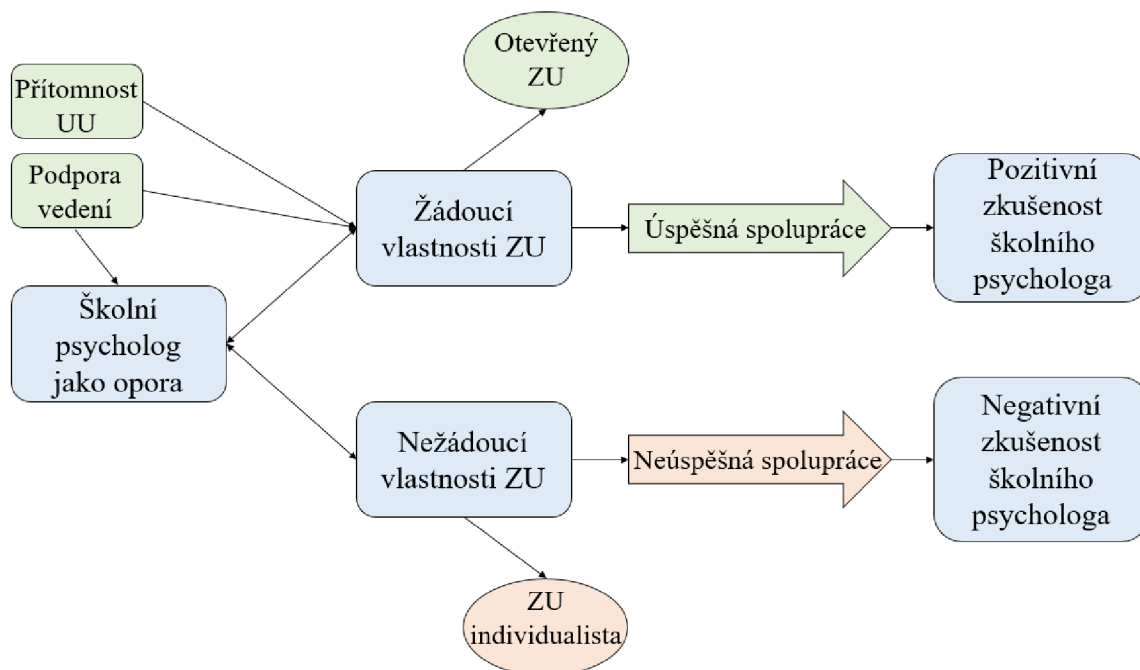 Otevřený
ZU
Přítomnost
UU
Podpora
vedení
Žádoucí
vlastnosti ZU
Úspěšná spolupráce
Pozitivní
zkušenost
školního
psychologa
Školní
psycholog
jako opora
Nežádoucí
vlastnosti ZU
Neúspěšná spolupráce
Negativní
zkušenost
školního
psychologa
ZU
individualista